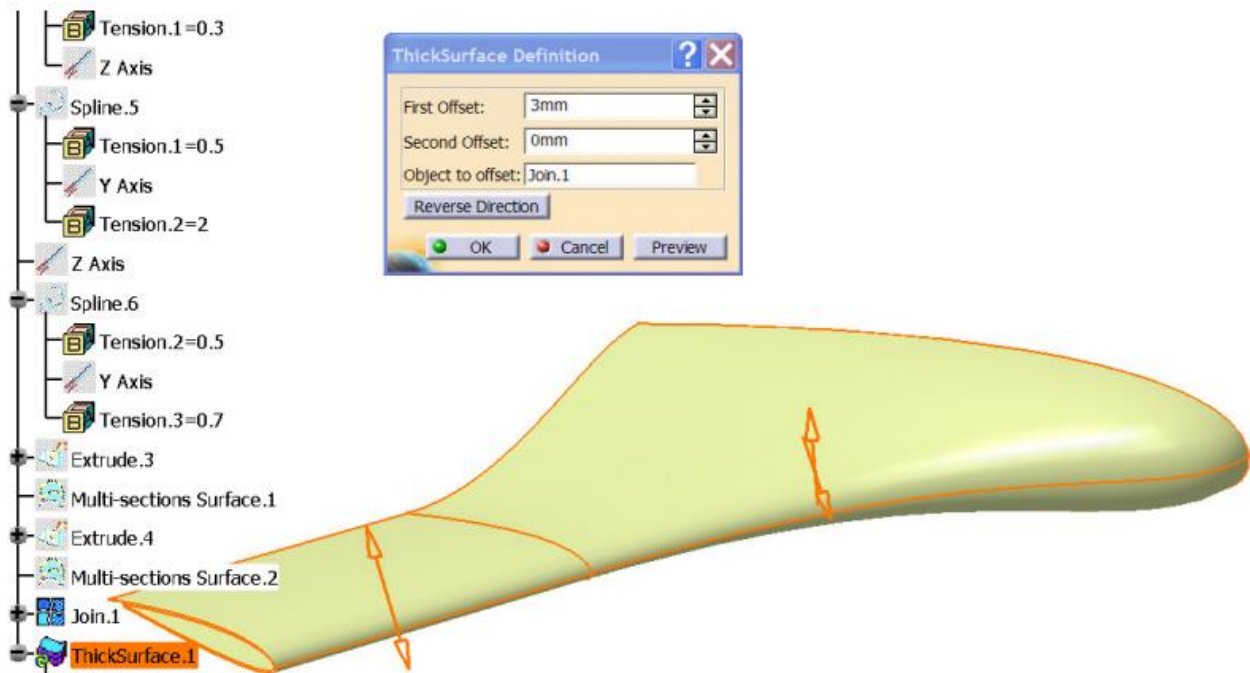 Tension.1=0.3
Z Axis
Spline.5
Tension.1=0.5
Y Axis
Tension.2=2
Z Axis
Spline.6
Tension.2=0.5
Y Axis
Tension.3=0.7
Extrude.3
Multi-sections Surface.1
Extrude.4
Multi-sections Surface.2
Join.1
ThickSurface.1
ThickSurface Definition
First Offset: 3mm
Second Offset: 0mm
Object to offset: Join.1
Reverse Direction
OK Cancel Preview